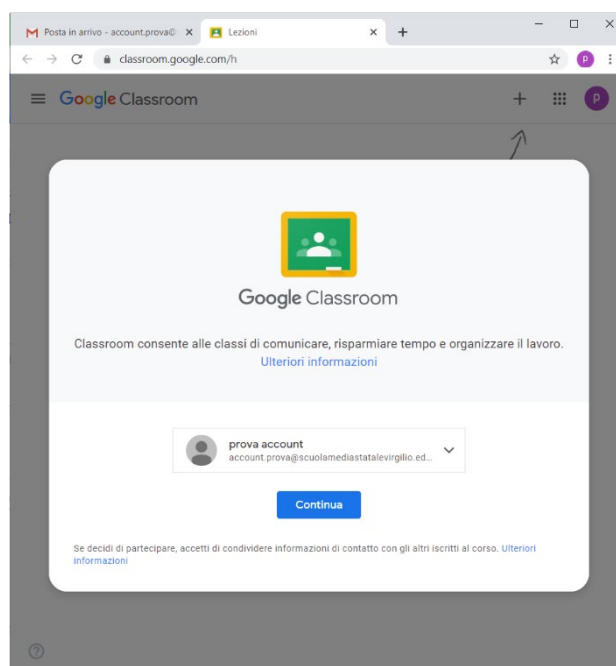 Posta in arrivo - account.prova@
Lezioni
classroom.google.com/h
p
Google Classroom
p
Google Classroom
Classroom consente alle classi di comunicare, risparmiare tempo e organizzare il lavoro.
Ulteriori informazioni
prova account
account.prova@scuolamediastatalevirgilio.ed...
Continua
Se decidi di partecipare, accetti di condividere informazioni di contatto con gli altri iscritti al corso. Ulteriori
informazioni